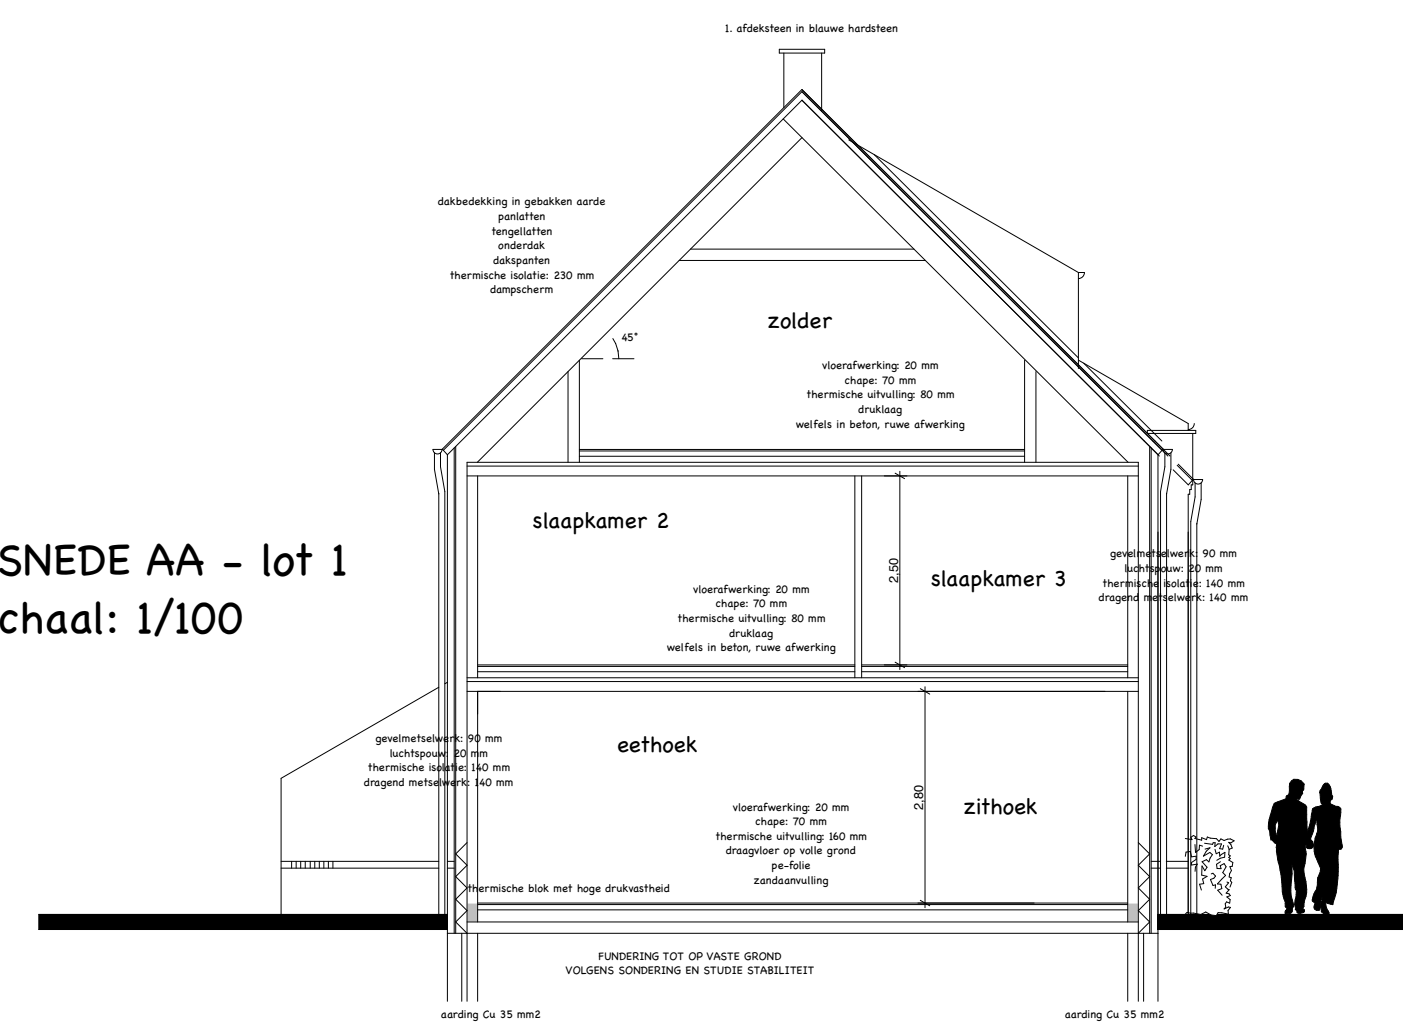 1. afdeksteen in blauwe hardsteen
dakbedekking in gebakken aarde
panlatten
tengellatten
onderdak
dakspanten
thermische isolatie: 230 mm
dampscherm
45°
zolder
vloerafwerking: 20 mm
chape: 70 mm
thermische uitvulling: 80 mm
druklaag
welfels in beton, ruwe afwerking
slaapkamer 2
vloerafwerking: 20 mm
chape: 70 mm
thermische uitvulling: 80 mm
druklaag
welfels in beton, ruwe afwerking
2,50
slaapkamer 3
gevelmetselwerk: 90 mm
luchtspouw: 20 mm
thermische isolatie: 140 mm
dragend metselwerk: 140 mm
SNEDE AA - lot 1
chaal: 1/100
gevelmetselwerk: 90 mm
luchtspouw: 20 mm
thermische isolatie: 140 mm
dragend metselwerk: 140 mm
eethoek
vloerafwerking: 20 mm
chape: 70 mm
thermische uitvulling: 160 mm
draagvloer op volle grond
pe-folie
zandaanvulling
2,80
zithoek
thermische blok met hoge drukvastheid
FUNDERING TOT OP VASTE GROND
VOLGENS SONDERING EN STUDIE STABILITEIT
aarding Cu 35 mm2
aarding Cu 35 mm2